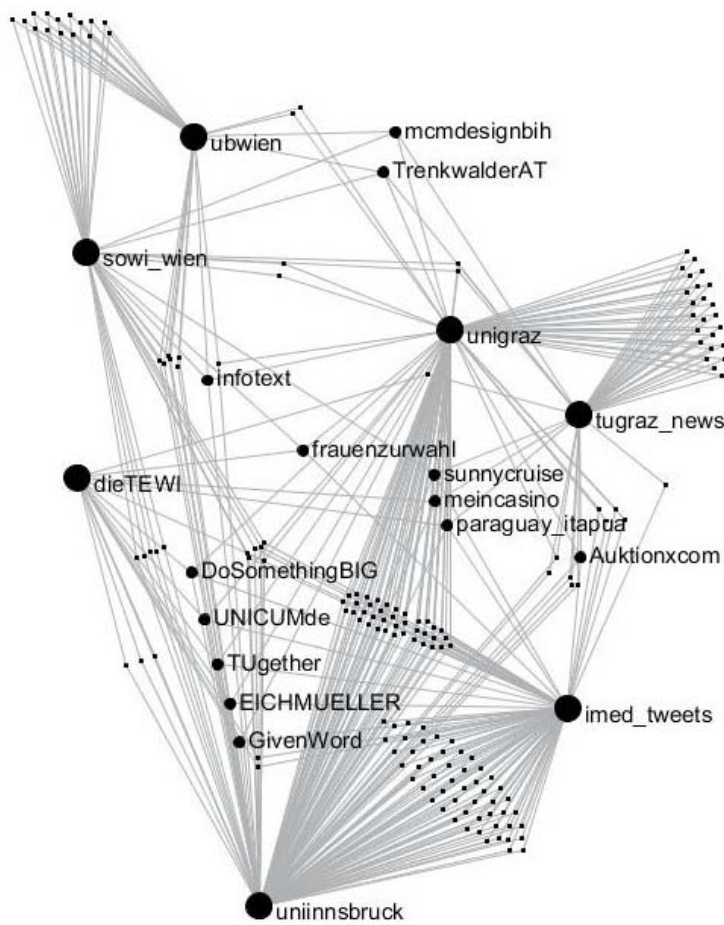 mcmdesignbih
ubwien
TrenkwalderAT
sowi_wien
unigraz
infotext
tugraz_news
frauenzurwahl
sunnycruise
dieTEWI
meincasino
paraguay_itapua
Auktionxcom
DoSomethingBIG
UNICUMde
TUgether
EICHMUELLER
imed_tweets
GivenWord
uniinnsbruck